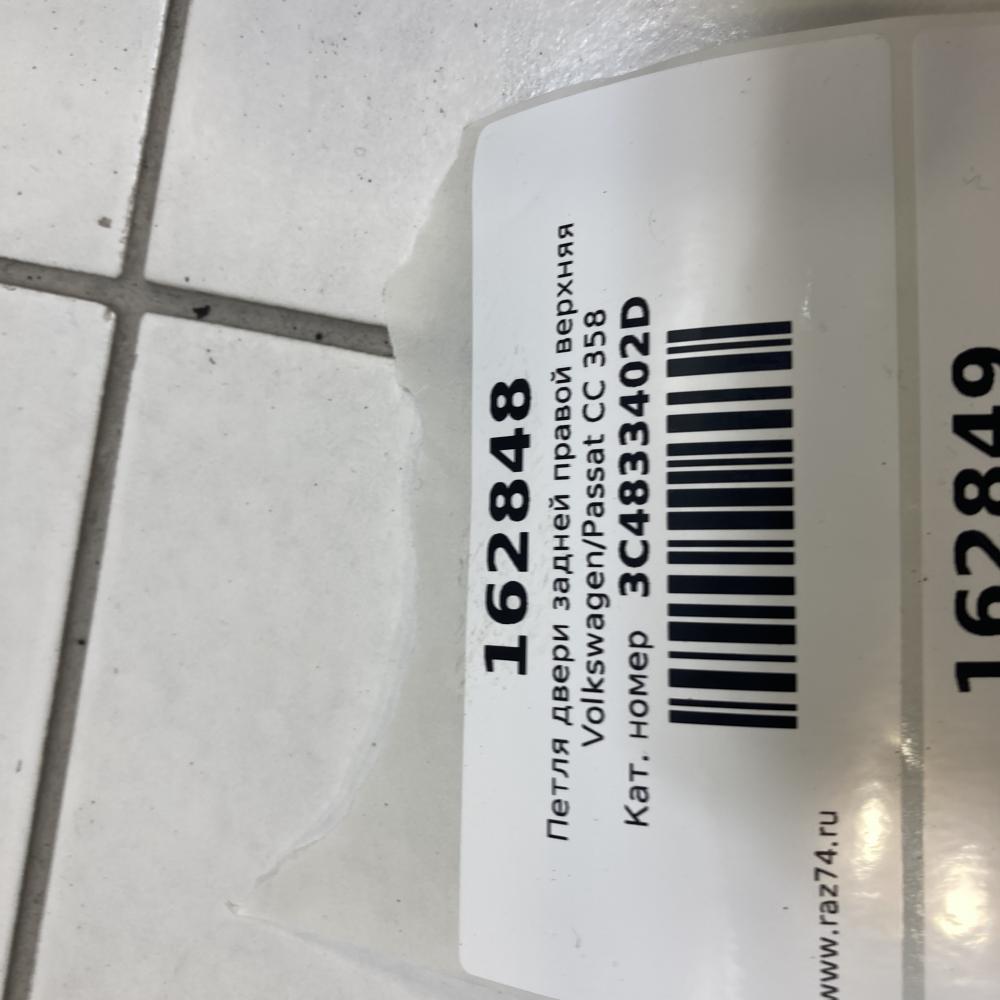 162848
Петля двери задней правой верхняя
Volkswagen/Passat CC 358
Кат. номер 3C4833402D
www.raz74.ru
162849